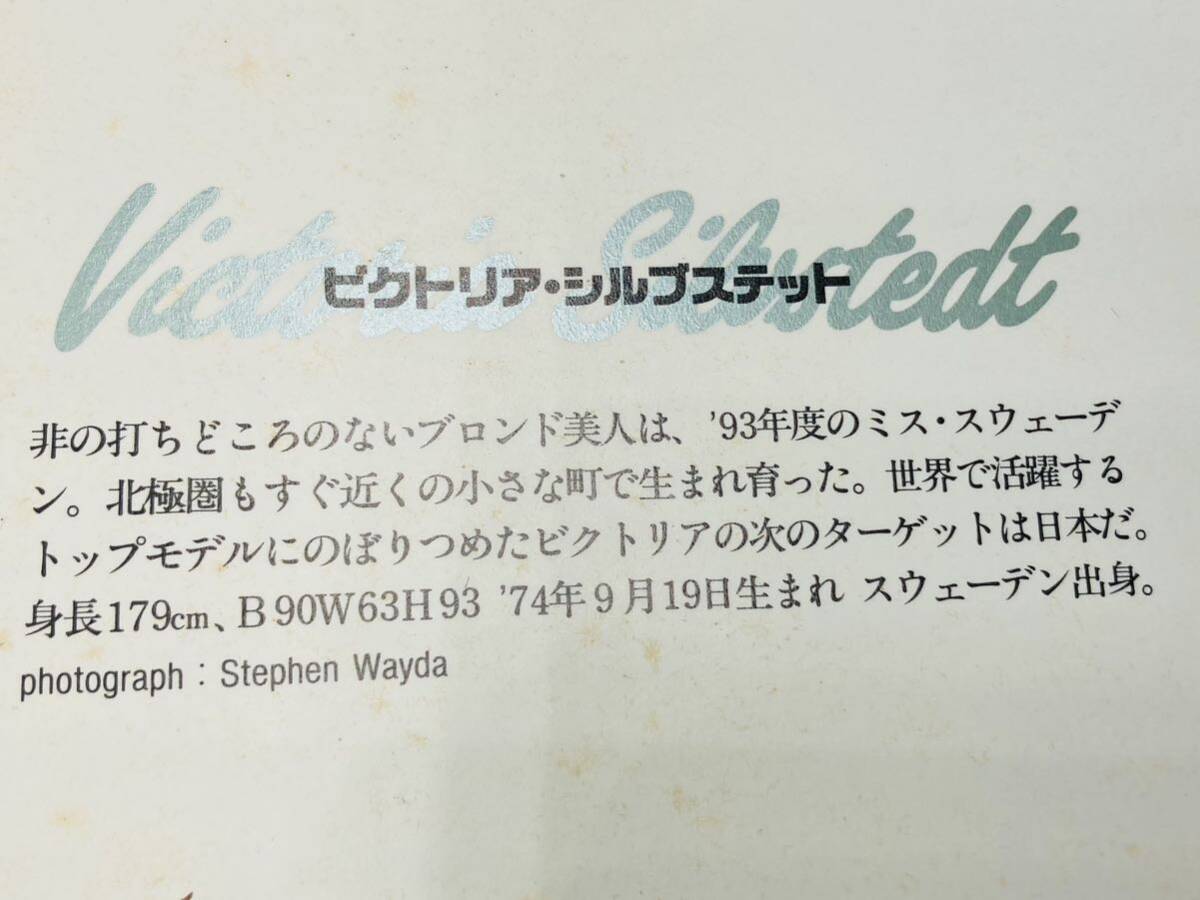 Victoria Silvstedt
ビクトリア・シルブステット
非の打ちどころのないブロンド美人は、'93年度のミス・スウェーデ
ン。北極圏もすぐ近くの小さな町で生まれ育った。世界で活躍する
トップモデルにのぼりつめたビクトリアの次のターゲットは日本だ。
身長179cm、B90W63H93 '74年9月19日生まれ スウェーデン出身。
photograph : Stephen Wayda